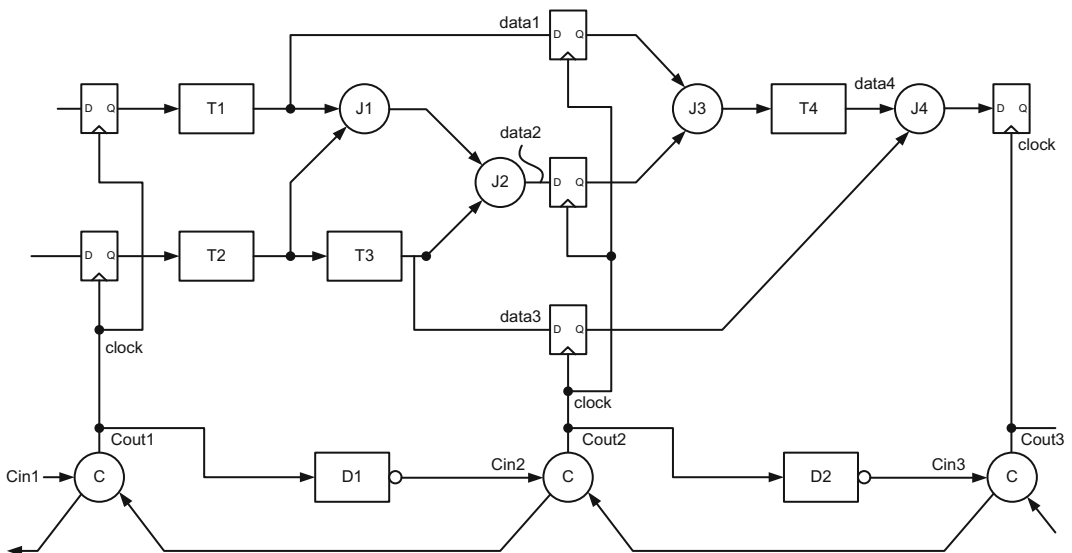 data1
D Q
D Q
T1
J1
J3
T4
data4
J4
D Q
clock
data2
J2
D Q
D Q
T2
T3
data3
D Q
clock
clock
Cout1
Cout2
Cout3
Cin1
C
D1
Cin2
C
D2
Cin3
C